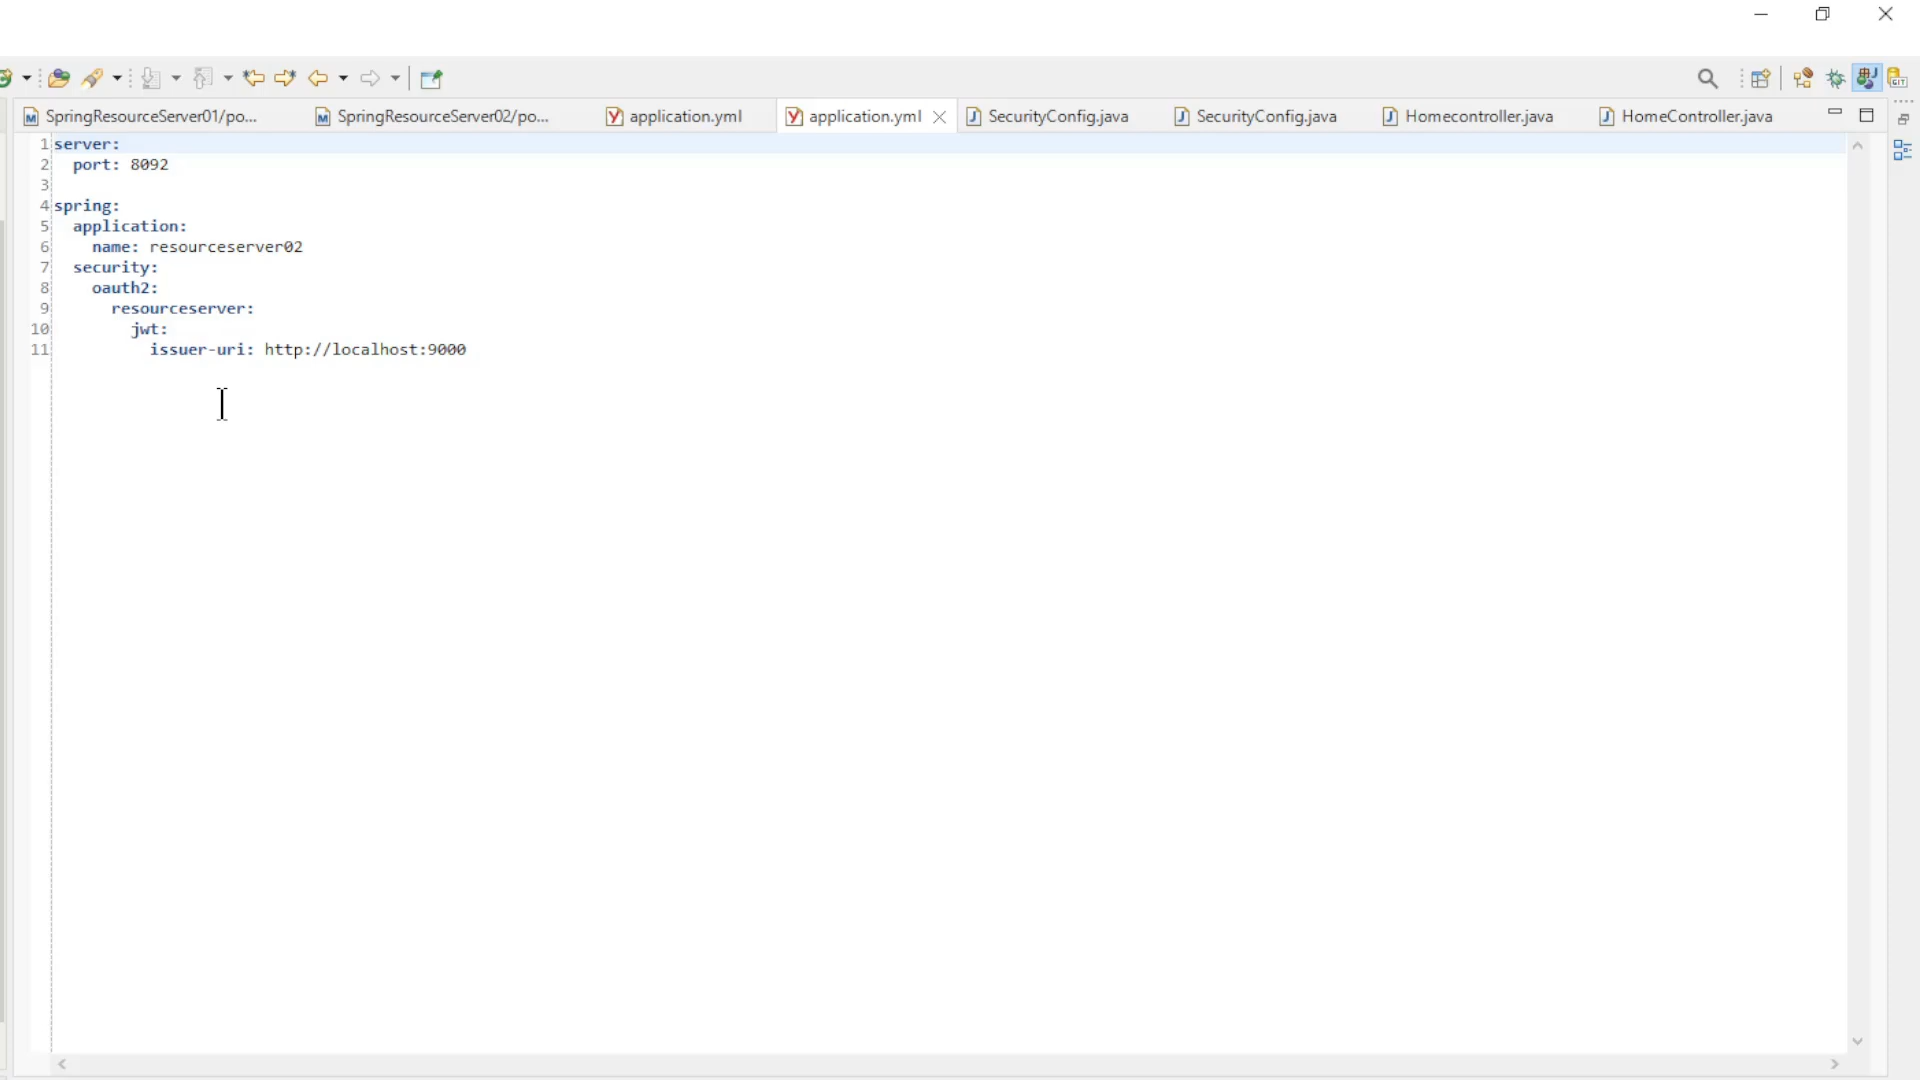 SpringResourceServer01/po... SpringResourceServer02/po... application.yml application.yml SecurityConfig.java SecurityConfig.java Homecontroller.java HomeController.java
1 server:
2   port: 8092
3
4 spring:
5   application:
6     name: resourceserver02
7   security:
8     oauth2:
9       resourceserver:
10         jwt:
11           issuer-uri: http://localhost:9000